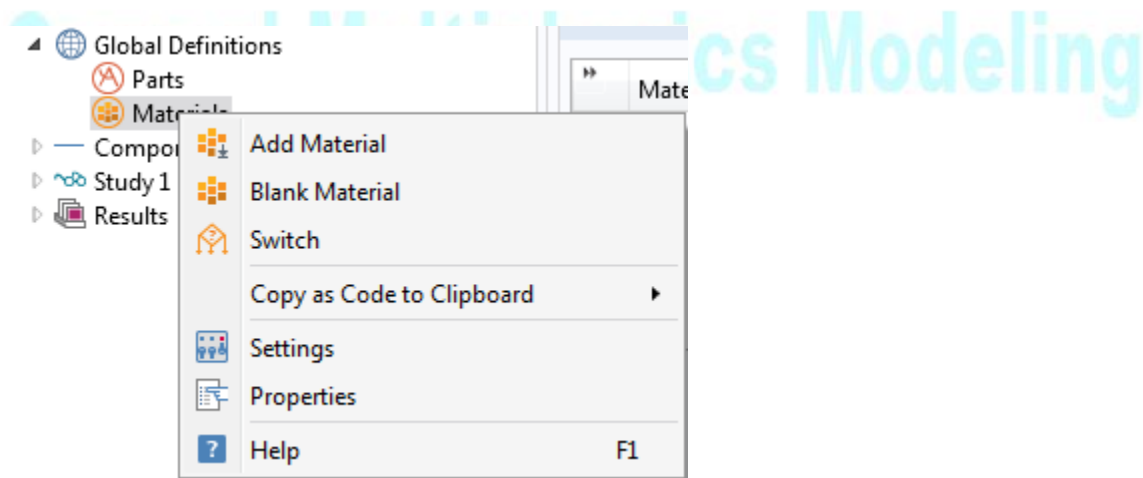 cs Modeling
Global Definitions
Parts
Materials
Mate
Compo
Study 1
Results
Add Material
Blank Material
Switch
Copy as Code to Clipboard
Settings
Properties
Help F1